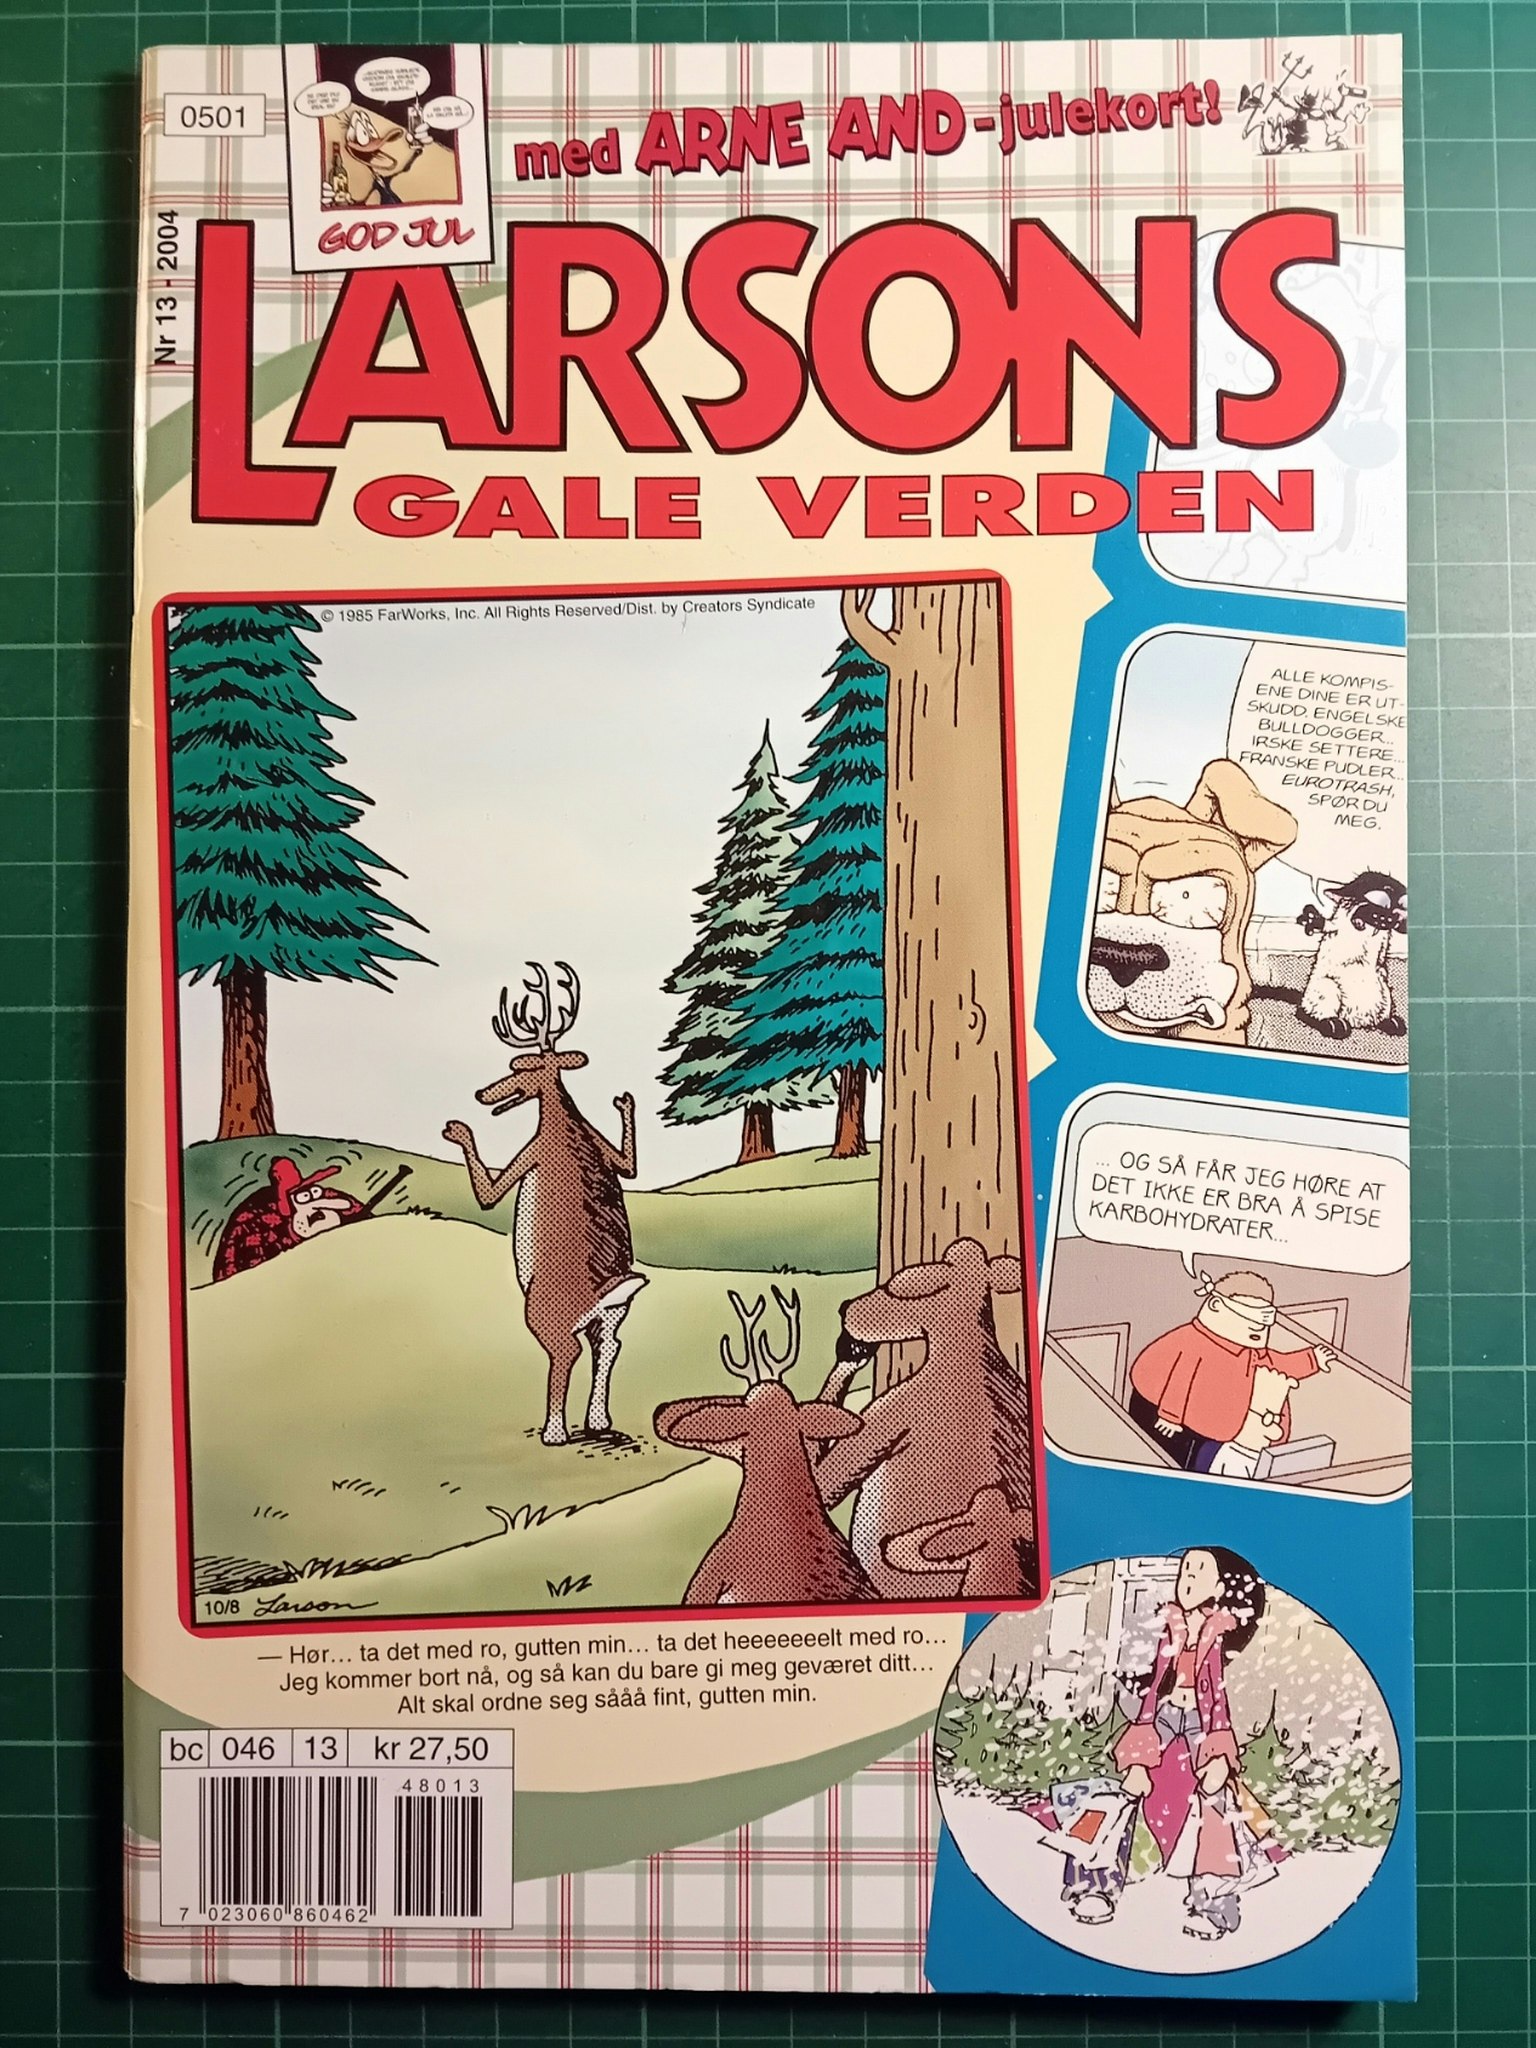 0501
GOD JUL
med ARNE AND-julekort!
Nr 13 - 2004
LARSONS
GALE VERDEN
© 1985 FarWorks, Inc. All Rights Reserved/Dist. by Creators Syndicate
ALLE KOMPIS-
ENE DINE ER UT-
SKUDD. ENGELSKE
BULLDOGGER...
IRSKE SETTERE...
FRANSKE PUDLER...
EUROTRASH,
SPØR DU
MEG.
... OG SÅ FÅR JEG HØRE AT
DET IKKE ER BRA Å SPISE
KARBOHYDRATER...
10/8 Larson
— Hør... ta det med ro, gutten min... ta det heeeeeeelt med ro...
Jeg kommer bort nå, og så kan du bare gi meg geværet ditt...
Alt skal ordne seg sååå fint, gutten min.
bc 046 13 kr 27,50
48013
7 023060 860462